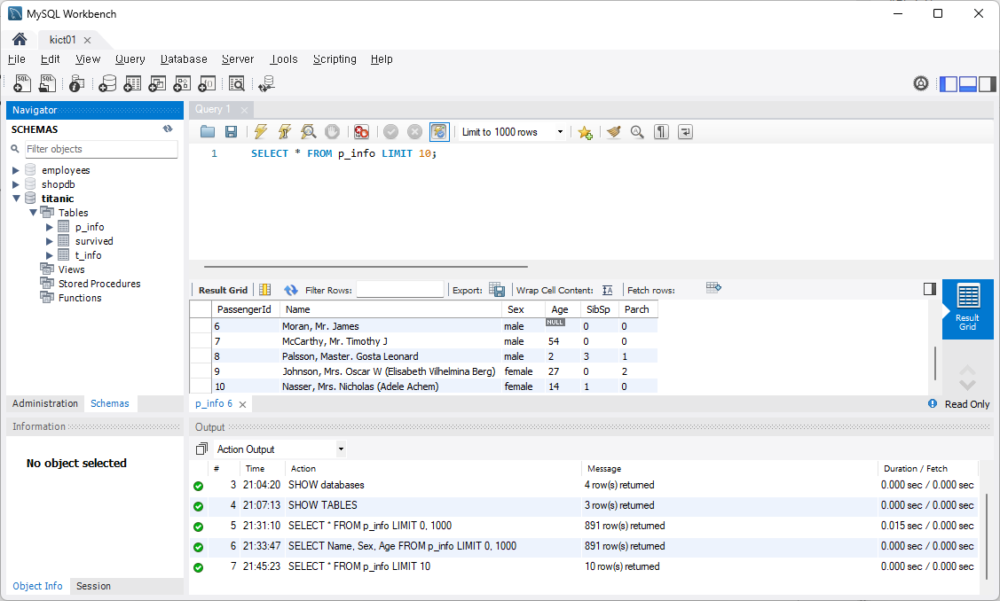 MySQL Workbench
kict01
File Edit View Query Database Server Tools Scripting Help
Navigator
SCHEMAS
Filter objects
employees
shopdb
titanic
Tables
p_info
survived
t_info
Views
Stored Procedures
Functions
Administration Schemas
Information
No object selected
Object Info Session
Query 1
Limit to 1000 rows
1 SELECT * FROM p_info LIMIT 10;
Result Grid Filter Rows: Export: Wrap Cell Content: Fetch rows:
PassengerId Name Sex Age SibSp Parch
6 Moran, Mr. James male NULL 0 0
7 McCarthy, Mr. Timothy J male 54 0 0
8 Palsson, Master. Gosta Leonard male 2 3 1
9 Johnson, Mrs. Oscar W (Elisabeth Vilhelmina Berg) female 27 0 2
10 Nasser, Mrs. Nicholas (Adele Achem) female 14 1 0
Result
Grid
p_info 6
Read Only
Output
Action Output
# Time Action Message Duration / Fetch
3 21:04:20 SHOW databases 4 row(s) returned 0.000 sec / 0.000 sec
4 21:07:13 SHOW TABLES 3 row(s) returned 0.000 sec / 0.000 sec
5 21:31:10 SELECT * FROM p_info LIMIT 0, 1000 891 row(s) returned 0.015 sec / 0.000 sec
6 21:33:47 SELECT Name, Sex, Age FROM p_info LIMIT 0, 1000 891 row(s) returned 0.000 sec / 0.000 sec
7 21:45:23 SELECT * FROM p_info LIMIT 10 10 row(s) returned 0.000 sec / 0.000 sec